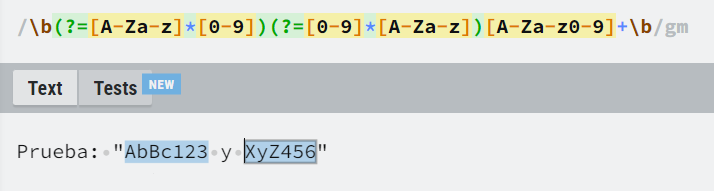 /\b(?=[A-Za-z]*[0-9])(?=[0-9]*[A-Za-z])[A-Za-z0-9]+\b/gm
Text Tests NEW
Prueba: "AbBc123 y XyZ456"